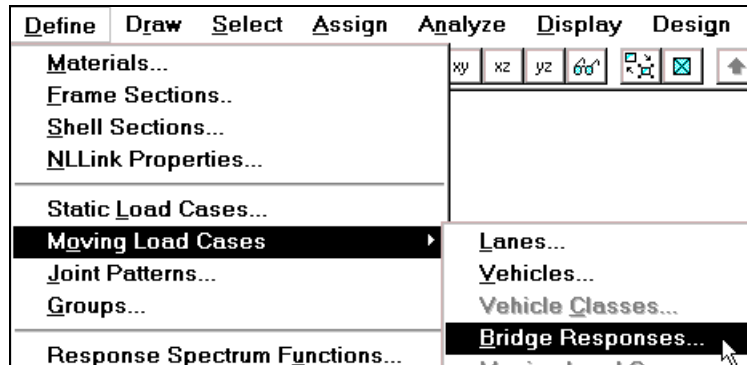 Define Draw Select Assign Analyze Display Design
Materials...
xy xz yz
Frame Sections..
Shell Sections...
NLLink Properties...
Static Load Cases...
Moving Load Cases
Lanes...
Joint Patterns...
Vehicles...
Groups...
Vehicle Classes...
Bridge Responses...
Response Spectrum Functions...